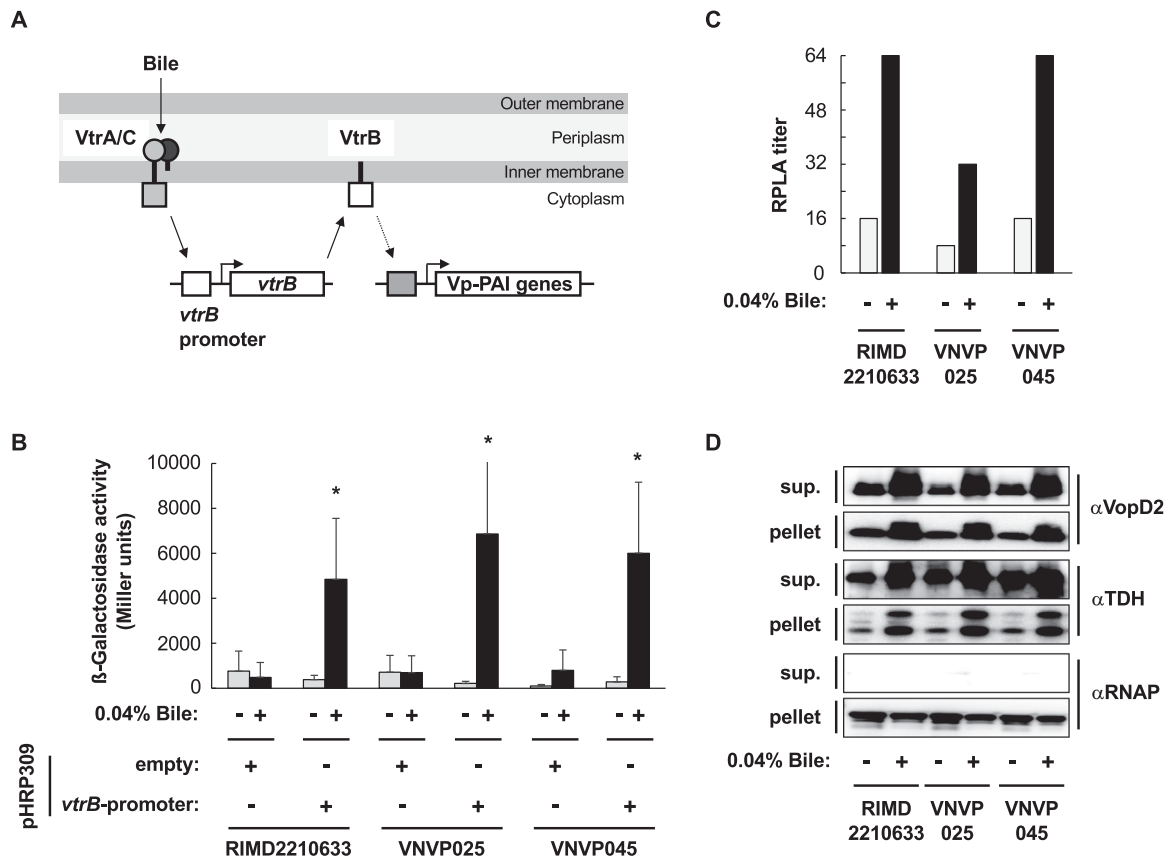 A
Bile
Outer membrane
VtrA/C
VtrB
Periplasm
Inner membrane
Cytoplasm
vtrB
Vp-PAI genes
vtrB
promoter
B
ß-Galactosidase activity
(Miller units)
10000
8000
6000
4000
2000
0
* * *
0.04% Bile: - + - + - + - + - + - +
pHRP309
empty: + - + - + -
vtrB-promoter: - + - + - +
RIMD2210633 VNVP025 VNVP045
C
RPLA titer
64
48
32
16
0
0.04% Bile: - + - + - +
RIMD VNVP VNVP
2210633 025 045
D
sup.
αVopD2
pellet
sup.
αTDH
pellet
sup.
αRNAP
pellet
0.04% Bile: - + - + - +
RIMD VNVP VNVP
2210633 025 045